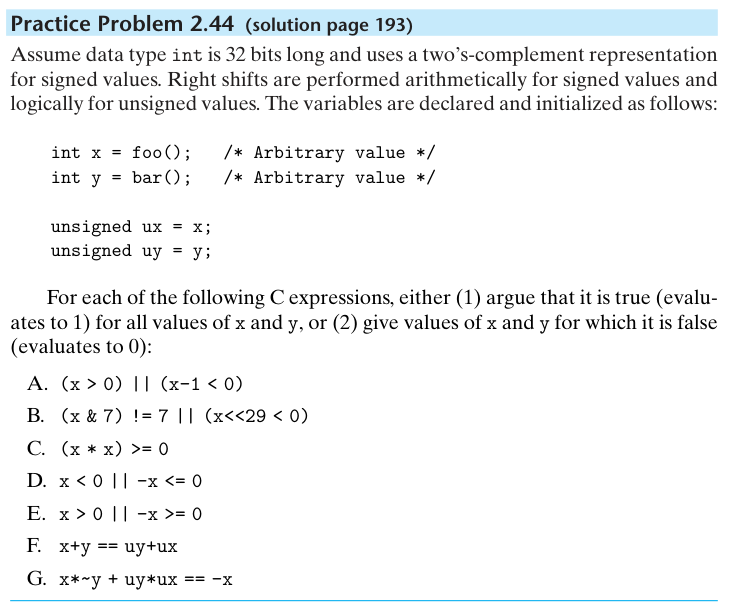 Practice Problem 2.44 (solution page 193)
Assume data type int is 32 bits long and uses a two's-complement representation
for signed values. Right shifts are performed arithmetically for signed values and
logically for unsigned values. The variables are declared and initialized as follows:
int x = foo();   /* Arbitrary value */
int y = bar();   /* Arbitrary value */
unsigned ux = x;
unsigned uy = y;
For each of the following C expressions, either (1) argue that it is true (evalu-
ates to 1) for all values of x and y, or (2) give values of x and y for which it is false
(evaluates to 0):
A. (x > 0) || (x-1 < 0)
B. (x & 7) != 7 || (x<<29 < 0)
C. (x * x) >= 0
D. x < 0 || -x <= 0
E. x > 0 || -x >= 0
F. x+y == uy+ux
G. x*~y + uy*ux == -x